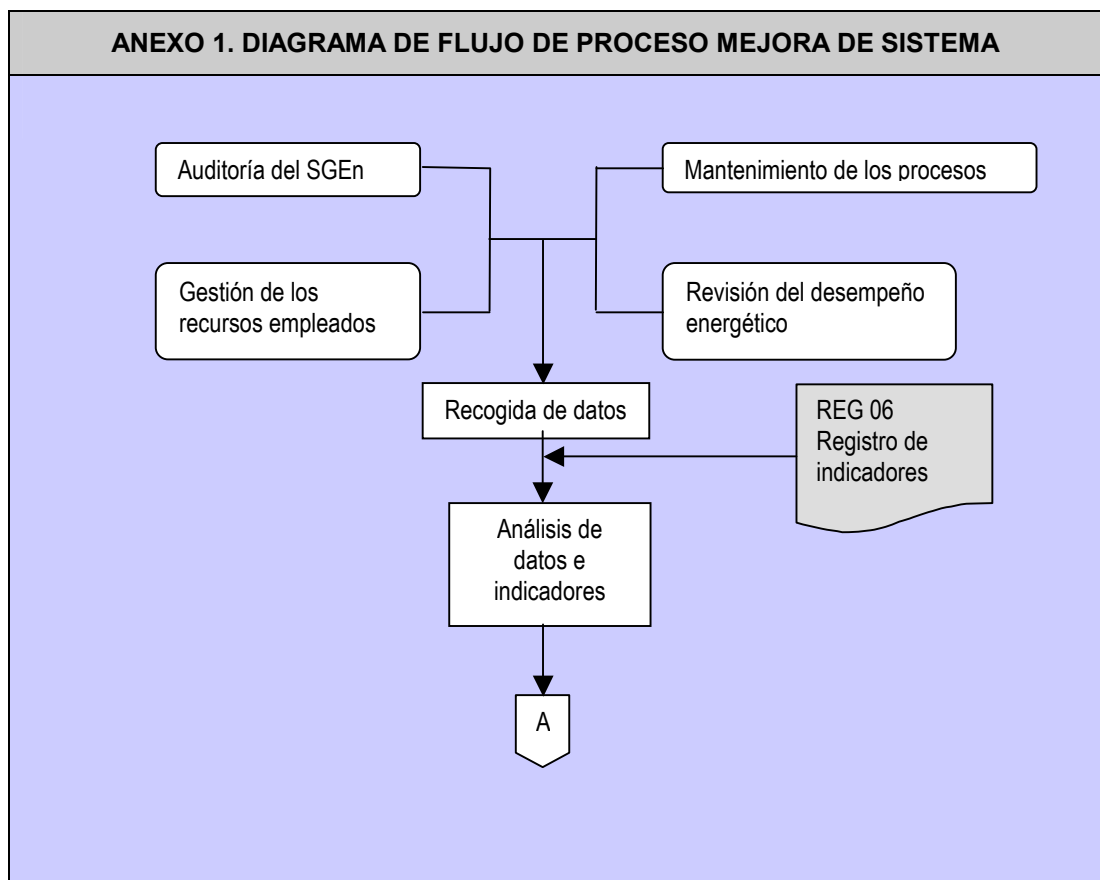 ANEXO 1. DIAGRAMA DE FLUJO DE PROCESO MEJORA DE SISTEMA
Auditoría del SGEn
Mantenimiento de los procesos
Gestión de los
recursos empleados
Revisión del desempeño
energético
Recogida de datos
REG 06
Registro de
indicadores
Análisis de
datos e
indicadores
A